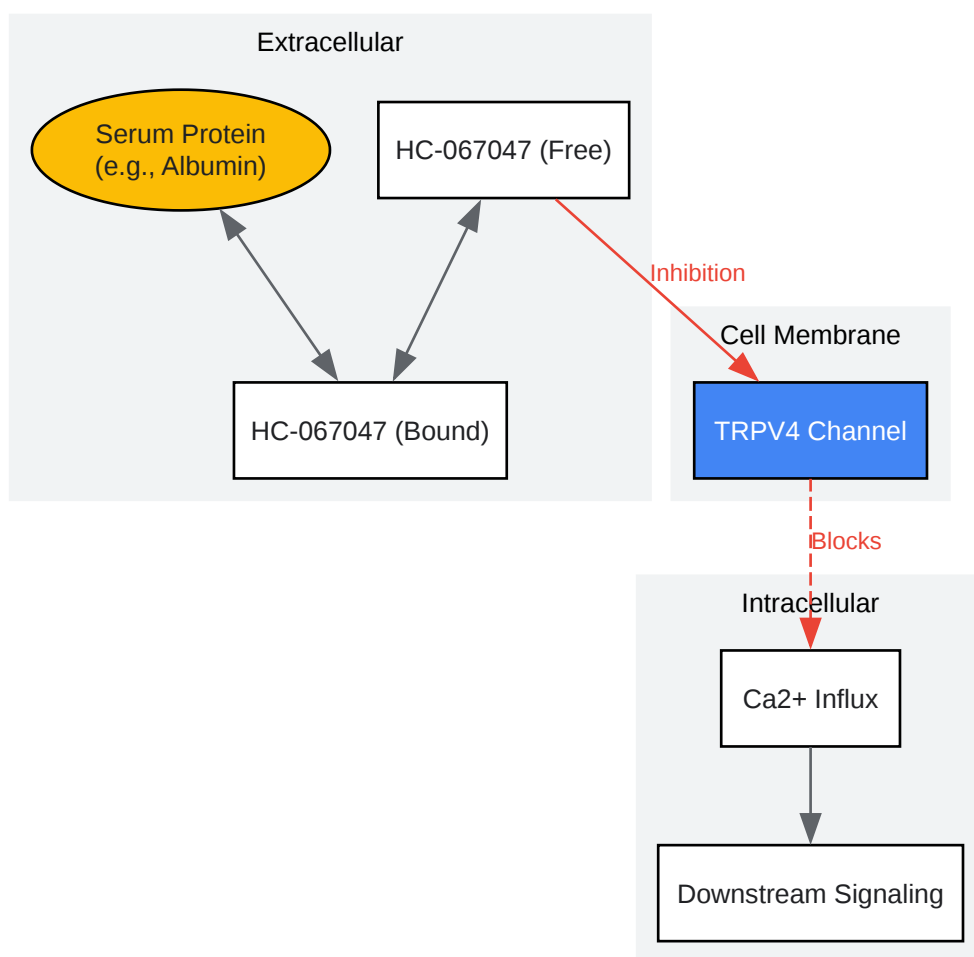 Extracellular
Serum Protein
(e.g., Albumin)
HC-067047 (Free)
Inhibition
Cell Membrane
HC-067047 (Bound)
TRPV4 Channel
Blocks
Intracellular
Ca2+ Influx
Downstream Signaling